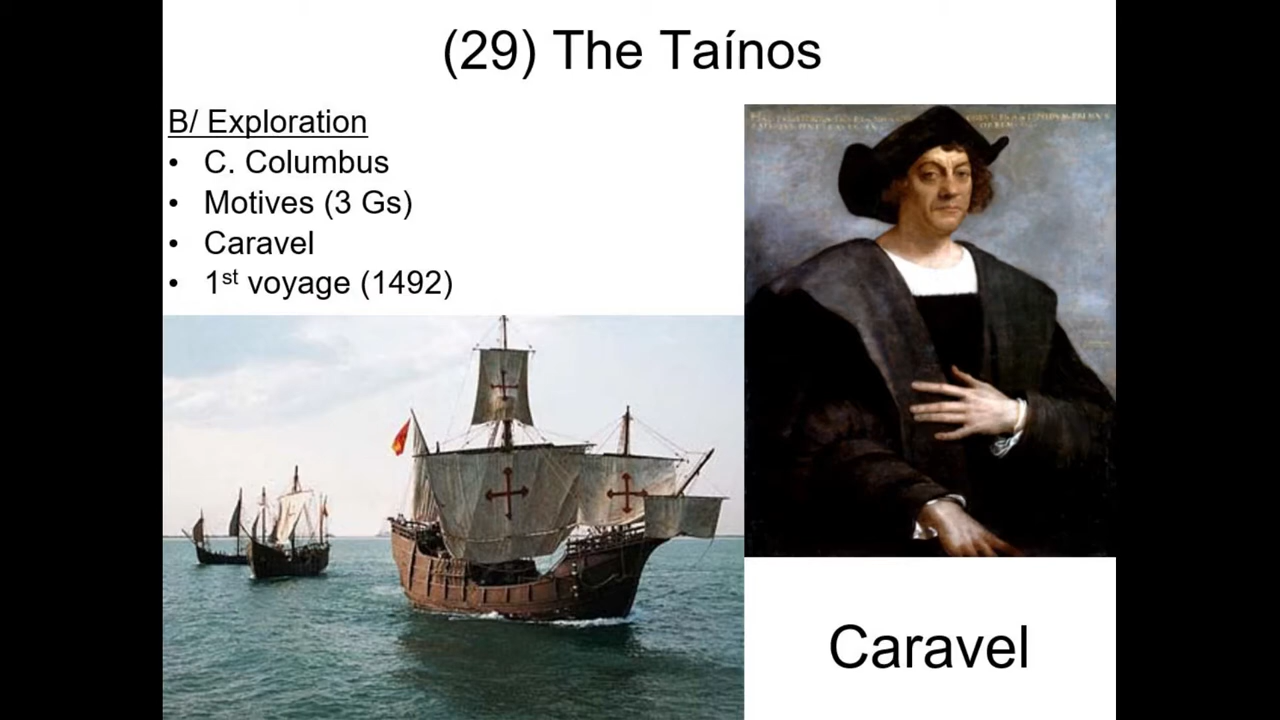 (29) The Taínos
B/ Exploration
• C. Columbus
• Motives (3 Gs)
• Caravel
• 1st voyage (1492)
Caravel